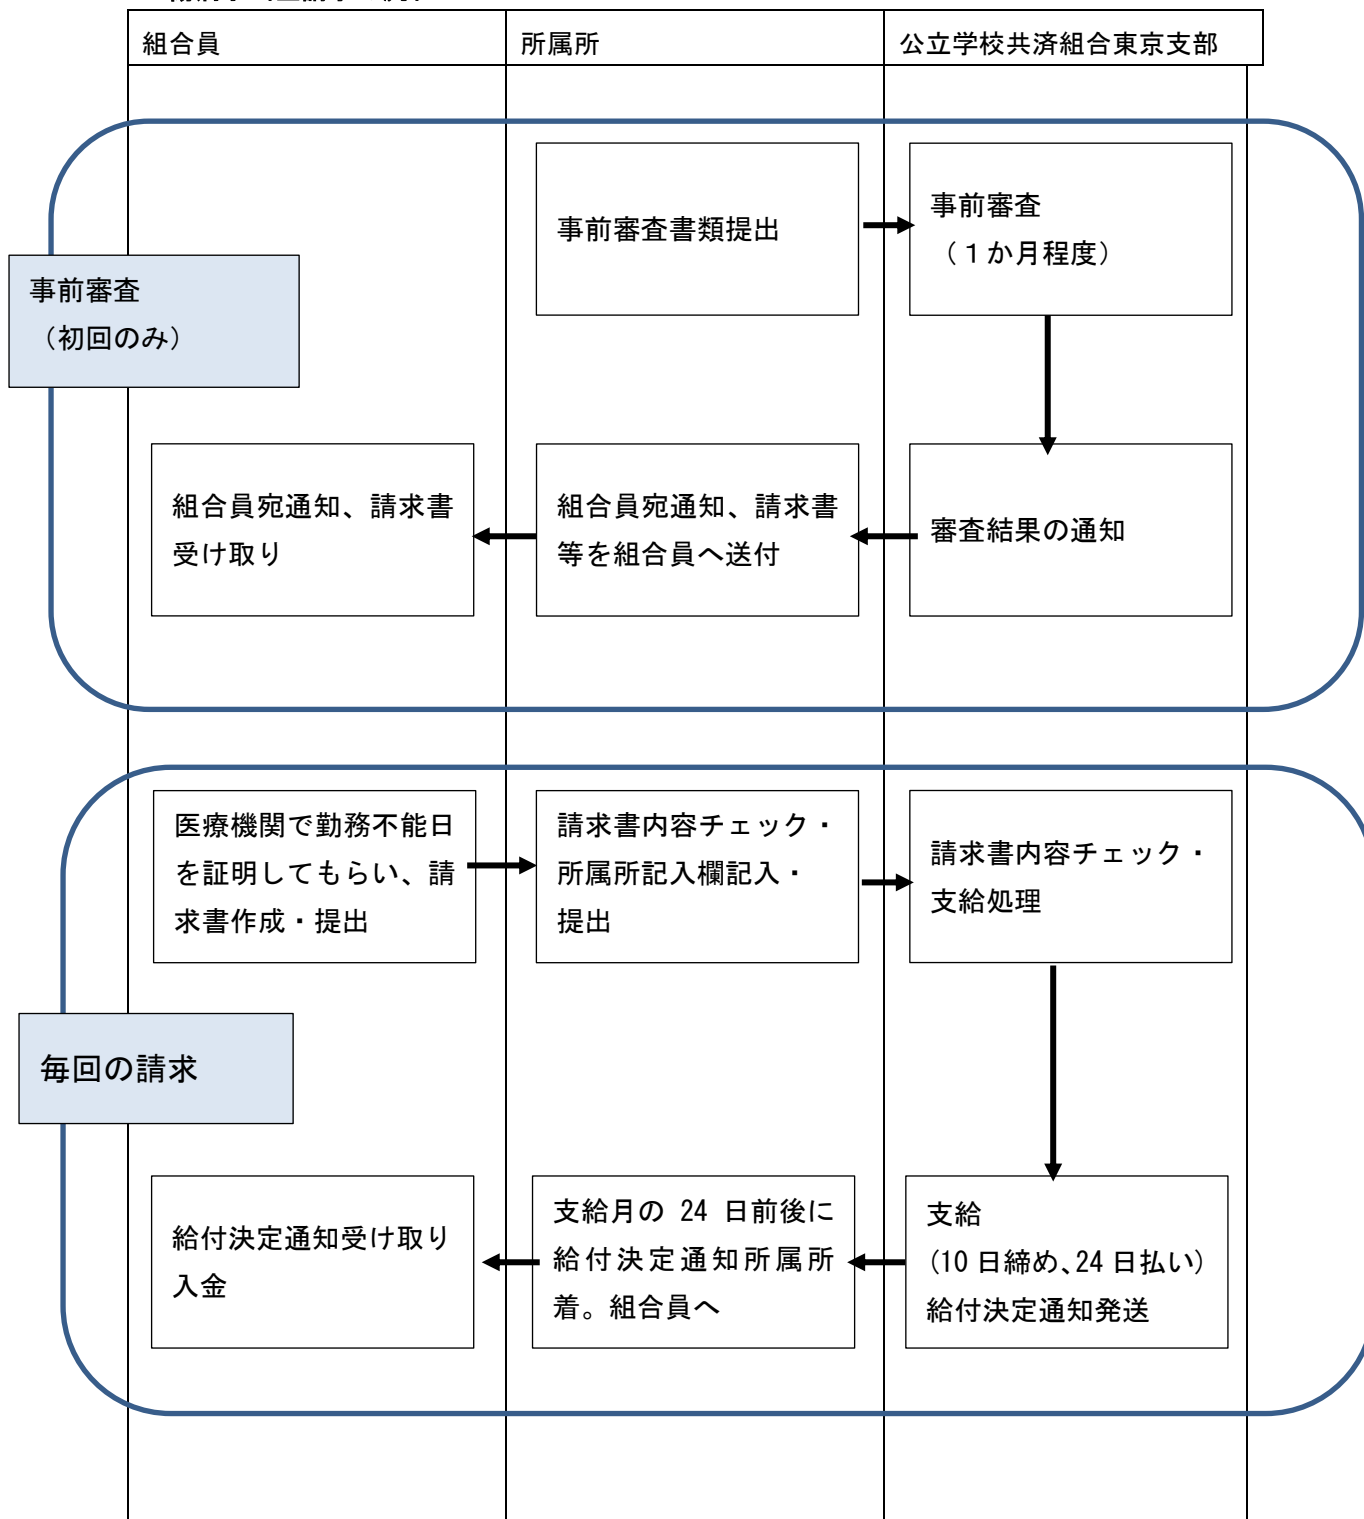 組合員
所属所
公立学校共済組合東京支部
事前審査書類提出
事前審査
（１か月程度）
事前審査
（初回のみ）
組合員宛通知、請求書
受け取り
組合員宛通知、請求書
等を組合員へ送付
審査結果の通知
医療機関で勤務不能日
を証明してもらい、請
求書作成・提出
請求書内容チェック・
所属所記入欄記入・
提出
請求書内容チェック・
支給処理
毎回の請求
給付決定通知受け取り
入金
支給月の 24 日前後に
給付決定通知所属所
着。組合員へ
支給
(10 日締め、24 日払い)
給付決定通知発送